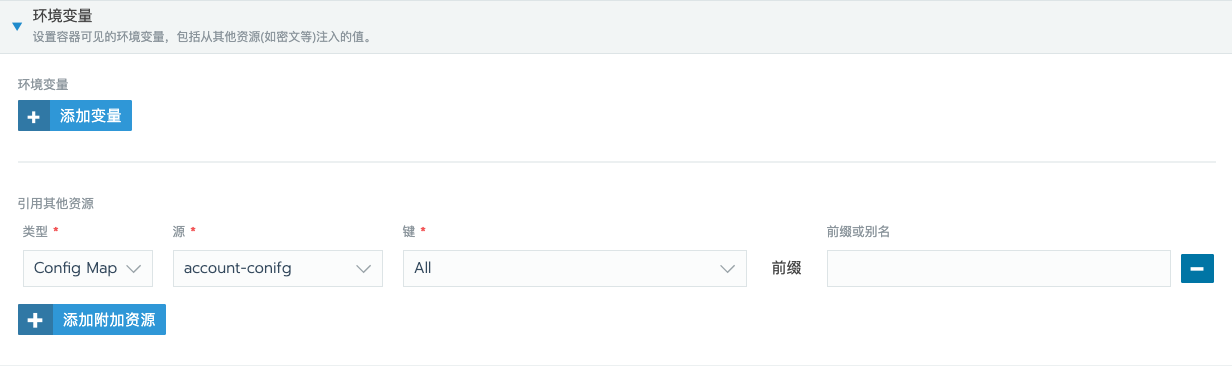 环境变量
设置容器可见的环境变量，包括从其他资源(如密文等)注入的值。
环境变量
添加变量
引用其他资源
类型 * 源 * 键 * 前缀或别名
Config Map account-conifg All 前缀
添加附加资源